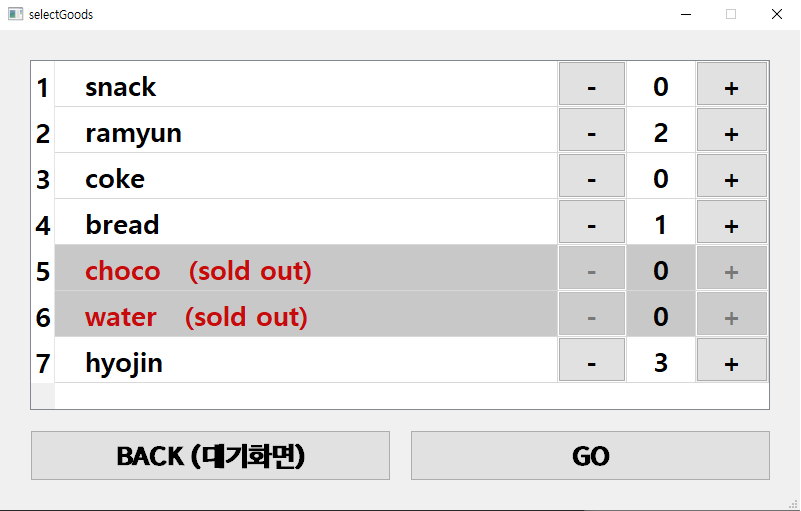 selectGoods
1 snack - 0 +
2 ramyun - 2 +
3 coke - 0 +
4 bread - 1 +
5 choco (sold out) - 0 +
6 water (sold out) - 0 +
7 hyojin - 3 +
BACK (대기화면) GO